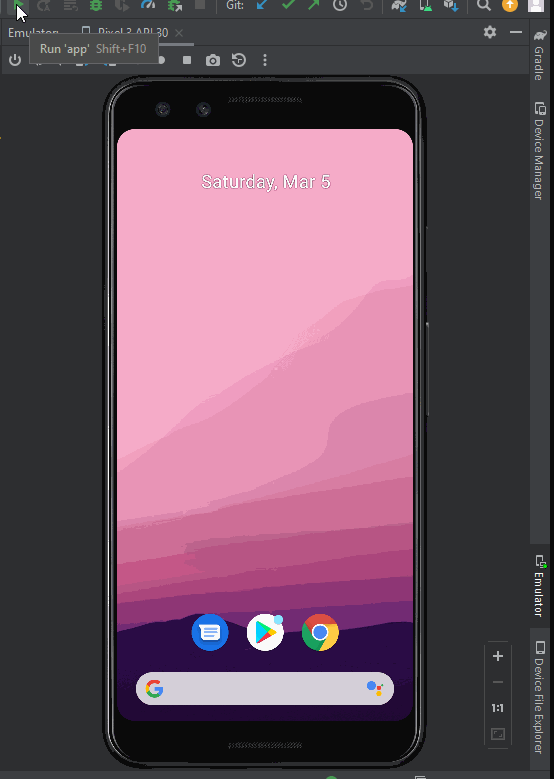 Git:
Emulator: Pixel 3 API 30
Run 'app' Shift+F10
Saturday, Mar 5
Gradle
Device Manager
Emulator
Device File Explorer
1:1